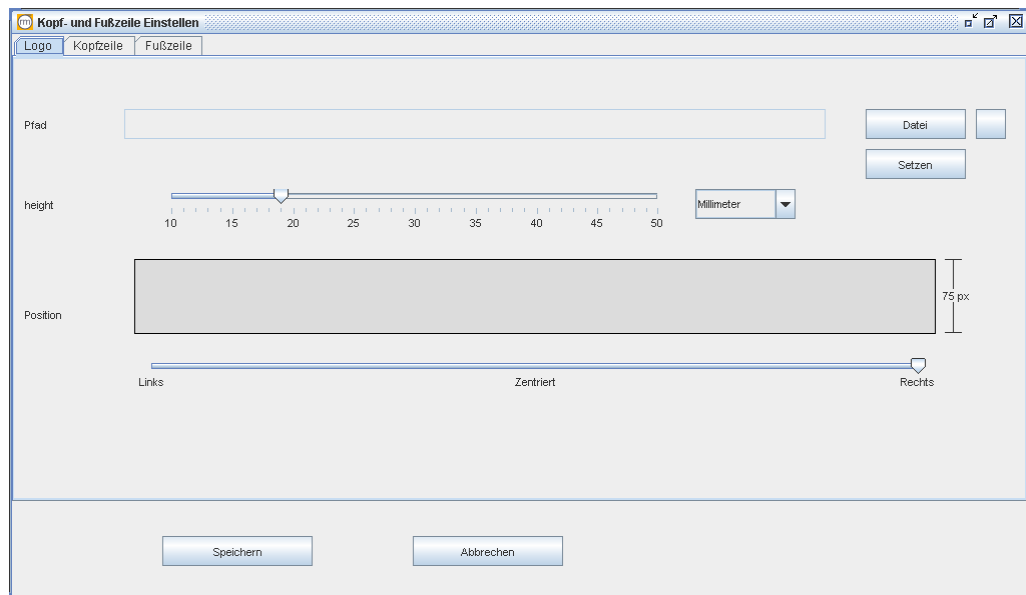 Kopf- und Fußzeile Einstellen
Logo Kopfzeile Fußzeile
Pfad Datei
Setzen
height Millimeter
10 15 20 25 30 35 40 45 50
75 px
Position
Links Zentriert Rechts
Speichern Abbrechen